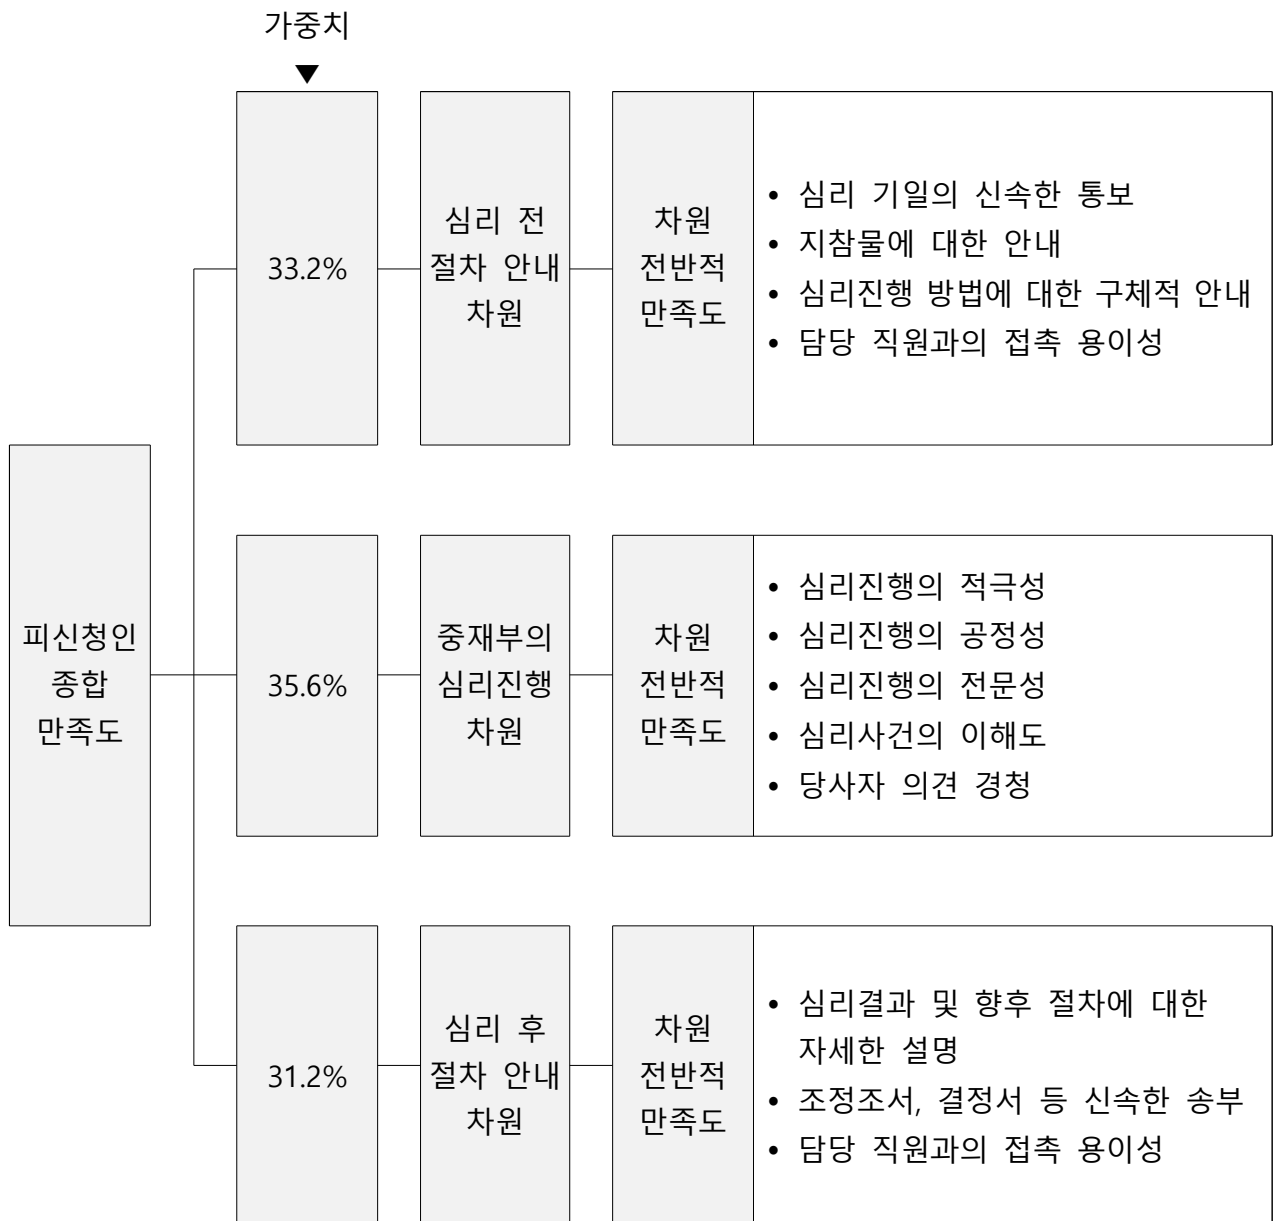 가중치
▼
33.2%
심리 전
절차 안내
차원
차원
전반적
만족도
• 심리 기일의 신속한 통보
• 지참물에 대한 안내
• 심리진행 방법에 대한 구체적 안내
• 담당 직원과의 접촉 용이성
피신청인
종합
만족도
35.6%
중재부의
심리진행
차원
차원
전반적
만족도
• 심리진행의 적극성
• 심리진행의 공정성
• 심리진행의 전문성
• 심리사건의 이해도
• 당사자 의견 경청
31.2%
심리 후
절차 안내
차원
차원
전반적
만족도
• 심리결과 및 향후 절차에 대한
자세한 설명
• 조정조서, 결정서 등 신속한 송부
• 담당 직원과의 접촉 용이성